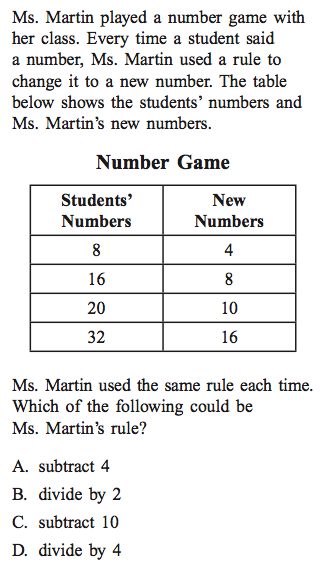 Ms. Martin played a number game with
her class. Every time a student said
a number, Ms. Martin used a rule to
change it to a new number. The table
below shows the students’ numbers and
Ms. Martin’s new numbers.
Number Game
Students’ Numbers New Numbers
8 4
16 8
20 10
32 16
Ms. Martin used the same rule each time.
Which of the following could be
Ms. Martin’s rule?
A. subtract 4
B. divide by 2
C. subtract 10
D. divide by 4